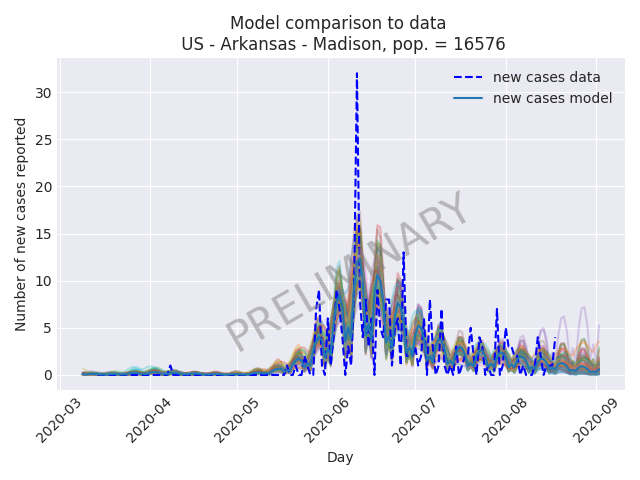 Model comparison to data
US - Arkansas - Madison, pop. = 16576
new cases data
new cases model
Number of new cases reported
30
25
20
15
10
5
0
PRELIMINARY
2020-03
2020-04
2020-05
2020-06
2020-07
2020-08
2020-09
Day